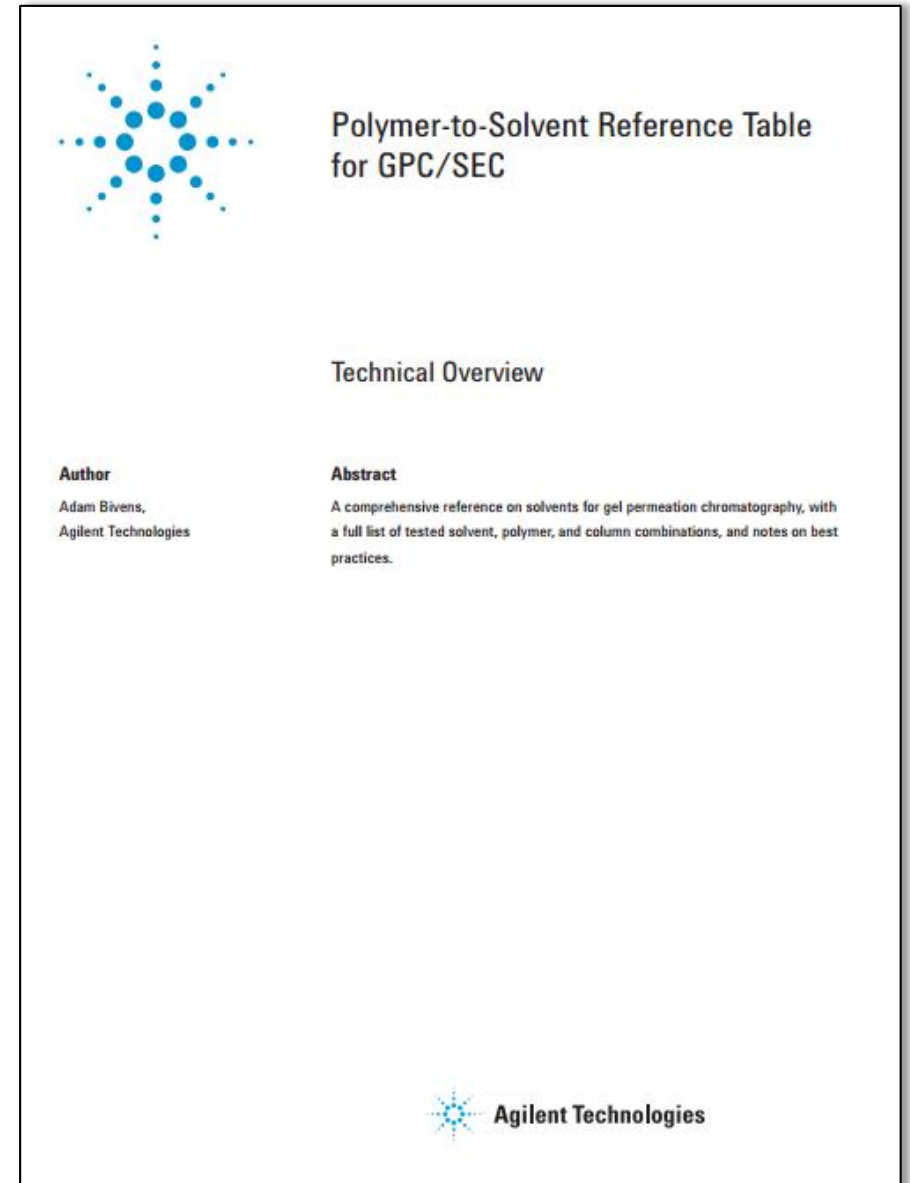 Polymer-to-Solvent Reference Table
for GPC/SEC
Technical Overview
Author
Adam Bivens,
Agilent Technologies
Abstract
A comprehensive reference on solvents for gel permeation chromatography, with
a full list of tested solvent, polymer, and column combinations, and notes on best
practices.
Agilent Technologies